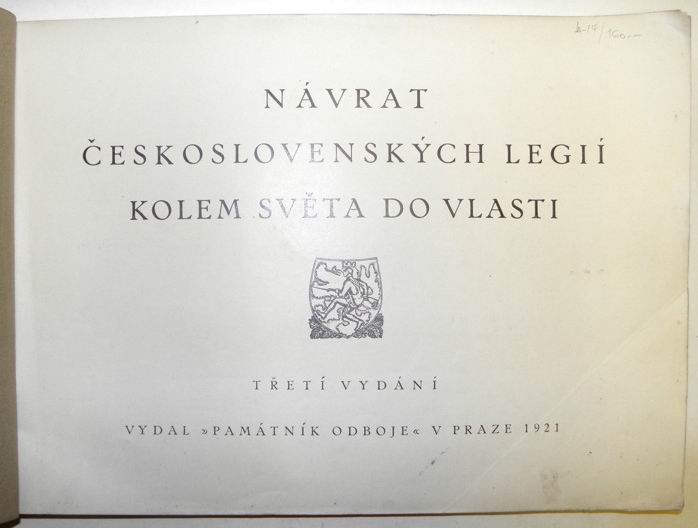 NÁVRAT
ČESKOSLOVENSKÝCH LEGIÍ
KOLEM SVĚTA DO VLASTI
TŘETÍ VYDÁNÍ
VYDAL »PAMÁTNÍK ODBOJE« V PRAZE 1921